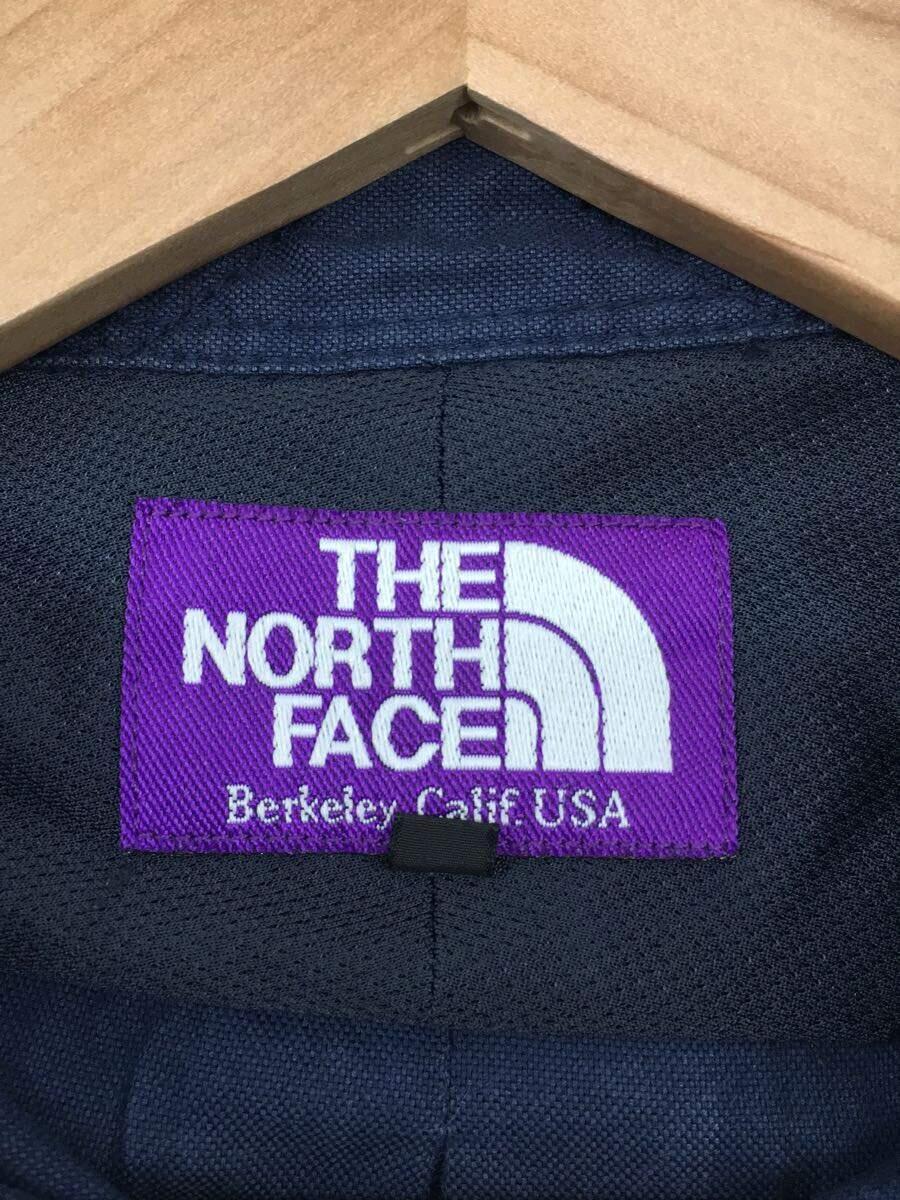 THE
NORTH
FACE
Berkeley, Calif. USA